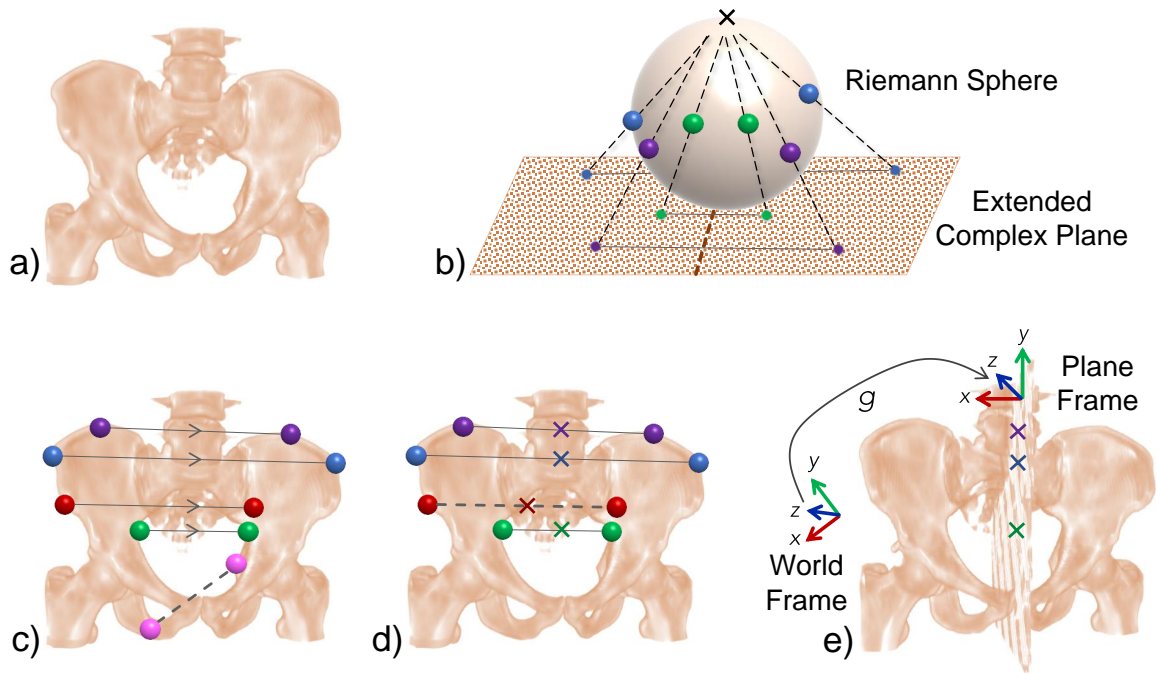 a)
Riemann Sphere
Extended
Complex Plane
b)
c)
d)
y
z
x
Plane
Frame
g
y
z
x
World
Frame
e)